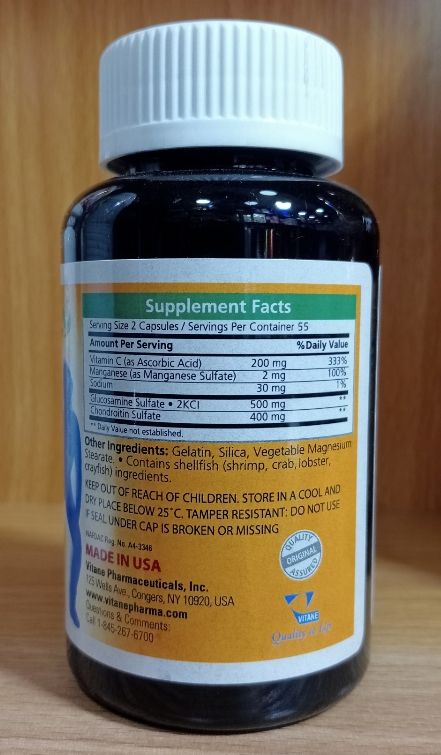 Supplement Facts
Serving Size 2 Capsules / Servings Per Container 55
Amount Per Serving %Daily Value
Vitamin C (as Ascorbic Acid) 200 mg 333%
Manganese (as Manganese Sulfate) 2 mg 100%
Sodium 30 mg 1%
Glucosamine Sulfate • 2KCl 500 mg **
Chondroitin Sulfate 400 mg **
** Daily Value not established.
Other Ingredients: Gelatin, Silica, Vegetable Magnesium
Stearate. • Contains shellfish (shrimp, crab, lobster,
crayfish) ingredients.
KEEP OUT OF REACH OF CHILDREN. STORE IN A COOL AND
DRY PLACE BELOW 25°C. TAMPER RESISTANT: DO NOT USE
IF SEAL UNDER CAP IS BROKEN OR MISSING
NAFDAC Reg. No. A4-3346
MADE IN USA
Vitane Pharmaceuticals, Inc.
125 Wells Ave., Congers, NY 10920, USA
www.vitanepharma.com
Questions & Comments:
Call 1-845-267-6700
QUALITY
ORIGINAL
ASSURED
VITANE
Quality of Life